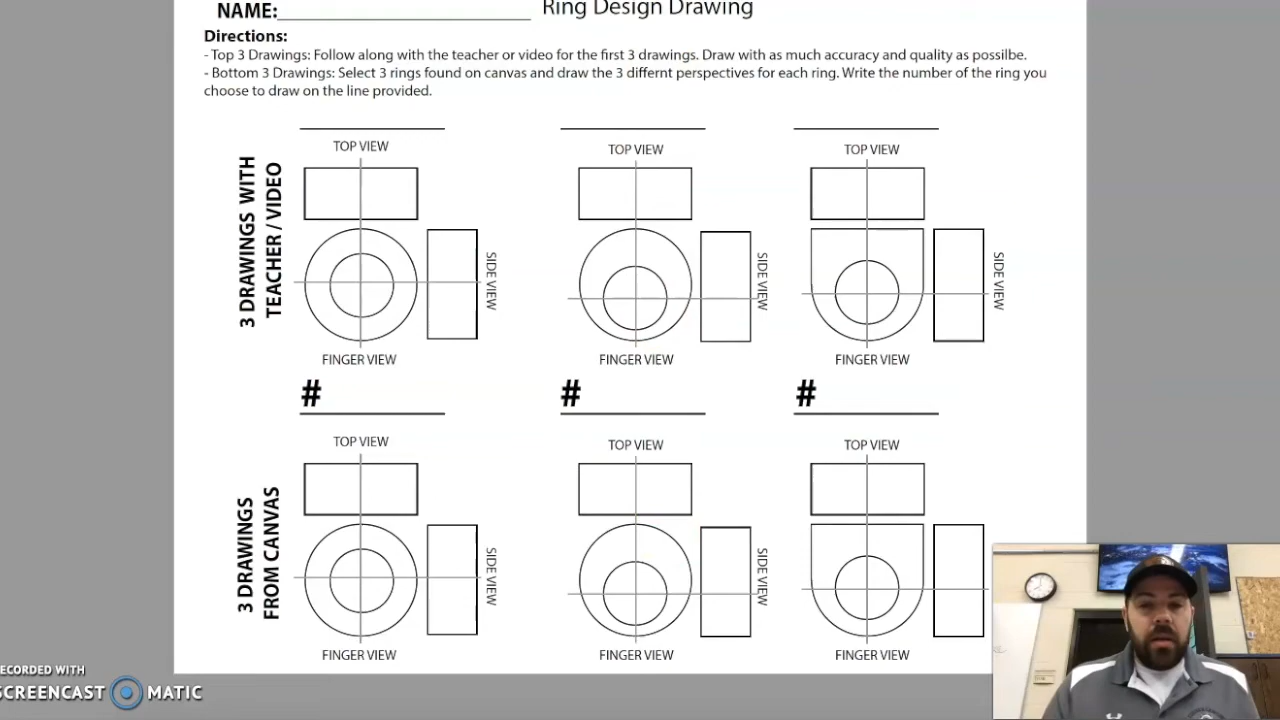 NAME:
Ring Design Drawing
Directions:
- Top 3 Drawings: Follow along with the teacher or video for the first 3 drawings. Draw with as much accuracy and quality as possilbe.
- Bottom 3 Drawings: Select 3 rings found on canvas and draw the 3 differnt perspectives for each ring. Write the number of the ring you
choose to draw on the line provided.
3 DRAWINGS WITH
TEACHER / VIDEO
TOP VIEW
SIDE VIEW
FINGER VIEW
TOP VIEW
SIDE VIEW
FINGER VIEW
TOP VIEW
SIDE VIEW
FINGER VIEW
#
#
#
3 DRAWINGS
FROM CANVAS
TOP VIEW
SIDE VIEW
FINGER VIEW
TOP VIEW
SIDE VIEW
FINGER VIEW
TOP VIEW
FINGER VIEW
ECORDED WITH
SCREENCAST MATIC